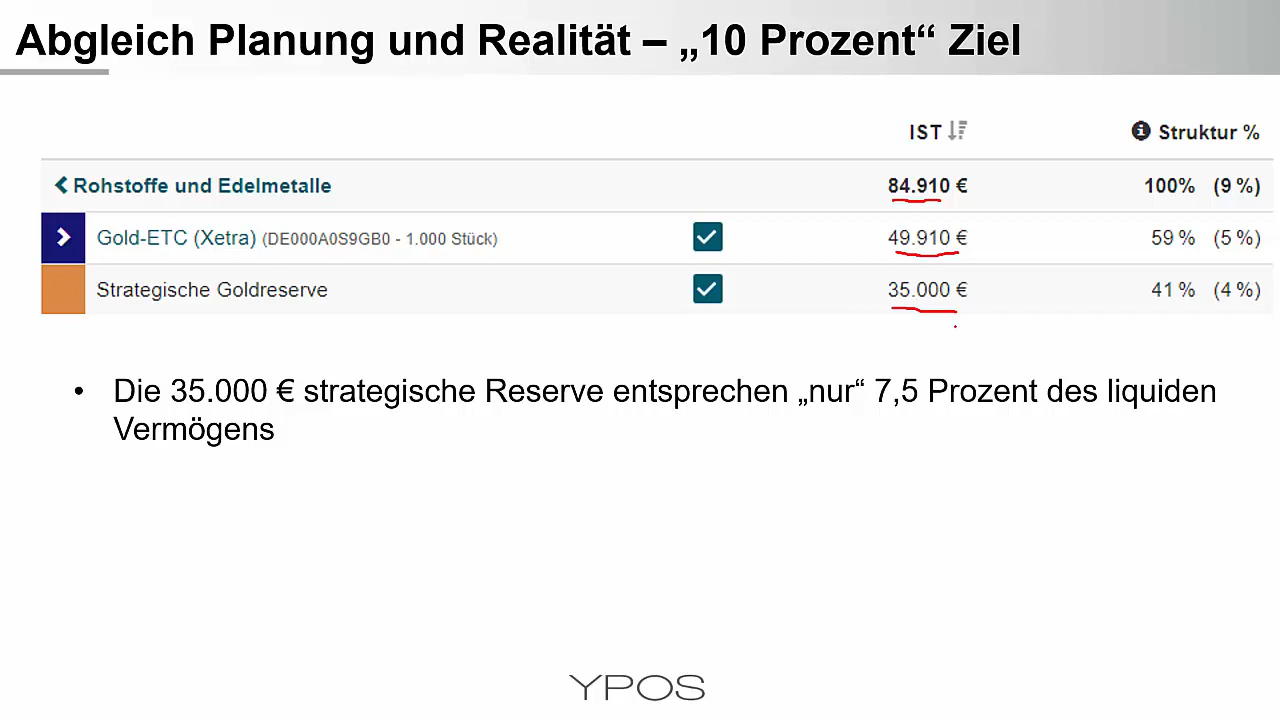 Abgleich Planung und Realität – „10 Prozent“ Ziel
IST Struktur %
Rohstoffe und Edelmetalle 84.910 € 100% (9 %)
Gold-ETC (Xetra) (DE000A0S9GB0 - 1.000 Stück) 49.910 € 59 % (5 %)
Strategische Goldreserve 35.000 € 41 % (4 %)
• Die 35.000 € strategische Reserve entsprechen „nur“ 7,5 Prozent des liquiden
Vermögens
YPOS